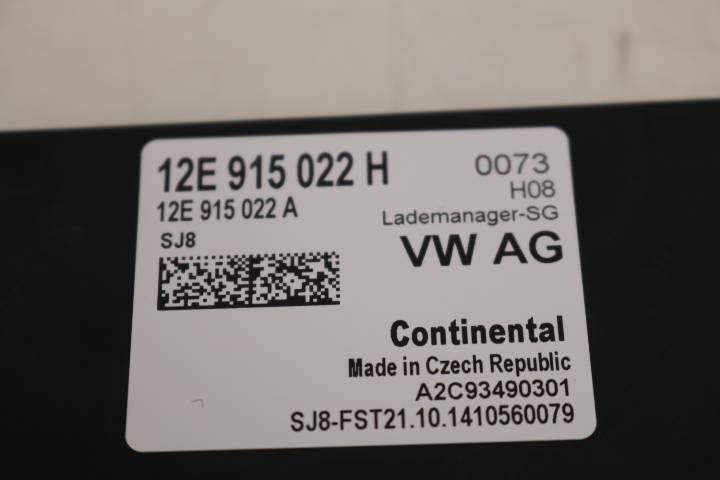 12E 915 022 H
0073
12E 915 022 A
H08
SJ8
Lademanager-SG
VW AG
Continental
Made in Czech Republic
A2C93490301
SJ8-FST21.10.1410560079